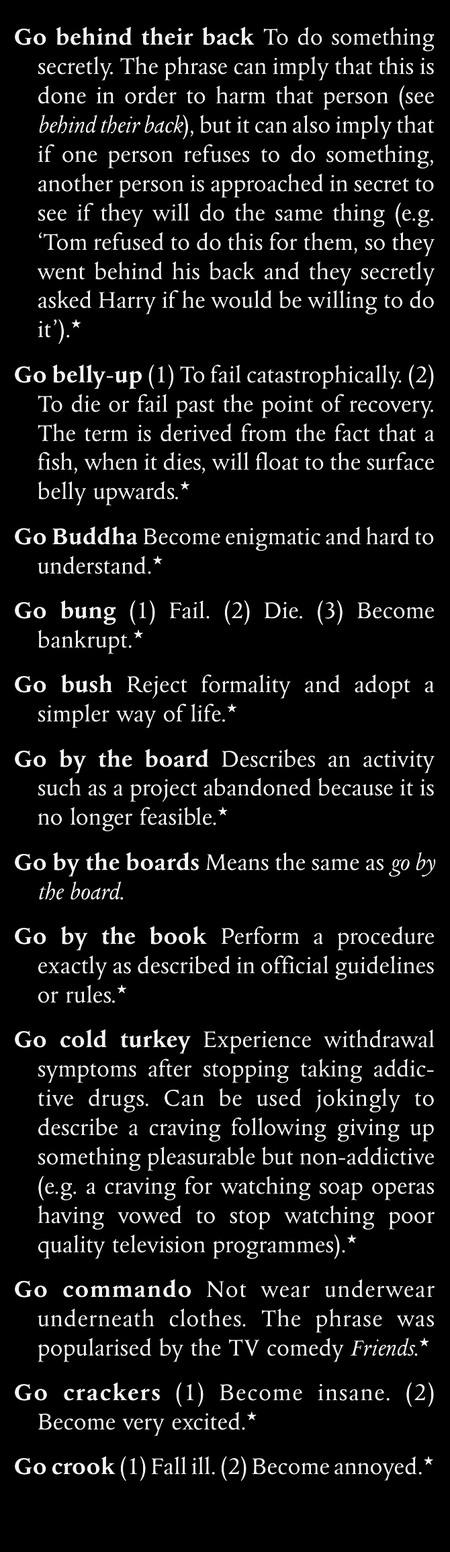 Go behind their back To do something
secretly. The phrase can imply that this is
done in order to harm that person (see
behind their back), but it can also imply that
if one person refuses to do something,
another person is approached in secret to
see if they will do the same thing (e.g.
‘Tom refused to do this for them, so they
went behind his back and they secretly
asked Harry if he would be willing to do
it’).★
Go belly-up (1) To fail catastrophically. (2)
To die or fail past the point of recovery.
The term is derived from the fact that a
fish, when it dies, will float to the surface
belly upwards.★
Go Buddha Become enigmatic and hard to
understand.★
Go bung (1) Fail. (2) Die. (3) Become
bankrupt.★
Go bush Reject formality and adopt a
simpler way of life.★
Go by the board Describes an activity
such as a project abandoned because it is
no longer feasible.★
Go by the boards Means the same as go by
the board.
Go by the book Perform a procedure
exactly as described in official guidelines
or rules.★
Go cold turkey Experience withdrawal
symptoms after stopping taking addic-
tive drugs. Can be used jokingly to
describe a craving following giving up
something pleasurable but non-addictive
(e.g. a craving for watching soap operas
having vowed to stop watching poor
quality television programmes).★
Go commando Not wear underwear
underneath clothes. The phrase was
popularised by the TV comedy Friends.★
Go crackers (1) Become insane. (2)
Become very excited.★
Go crook (1) Fall ill. (2) Become annoyed.★